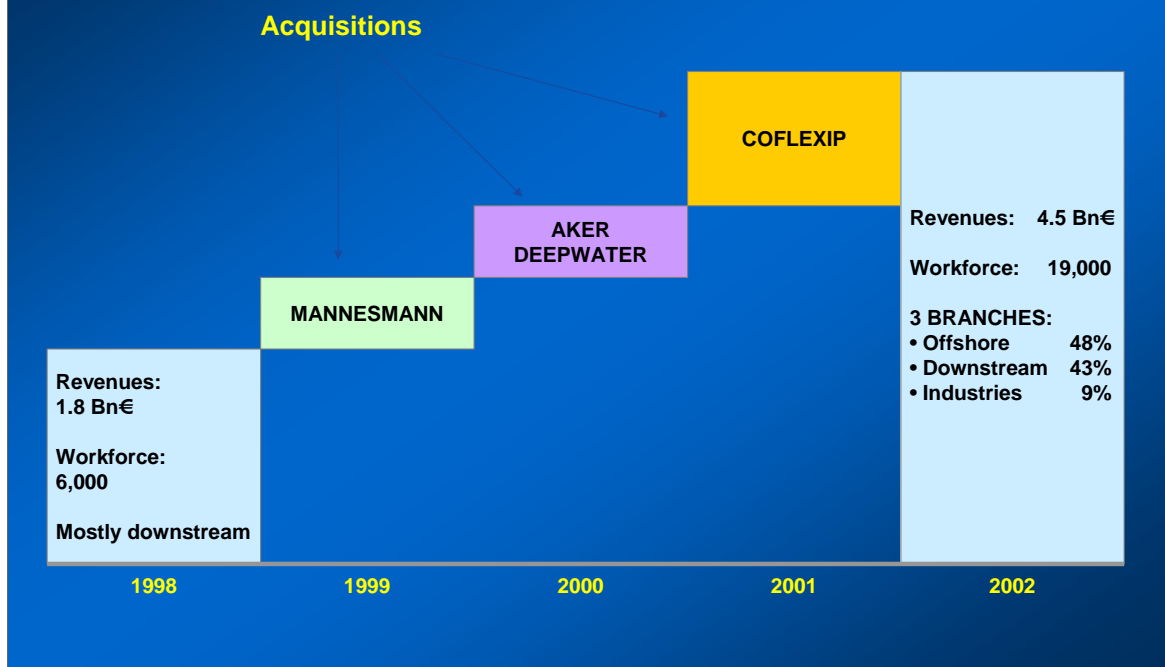 Acquisitions
COFLEXIP
AKER
DEEPWATER
MANNESMANN
Revenues:
1.8 Bn€
Workforce:
6,000
Mostly downstream
Revenues: 4.5 Bn€
Workforce: 19,000
3 BRANCHES:
• Offshore 48%
• Downstream 43%
• Industries 9%
1998 1999 2000 2001 2002